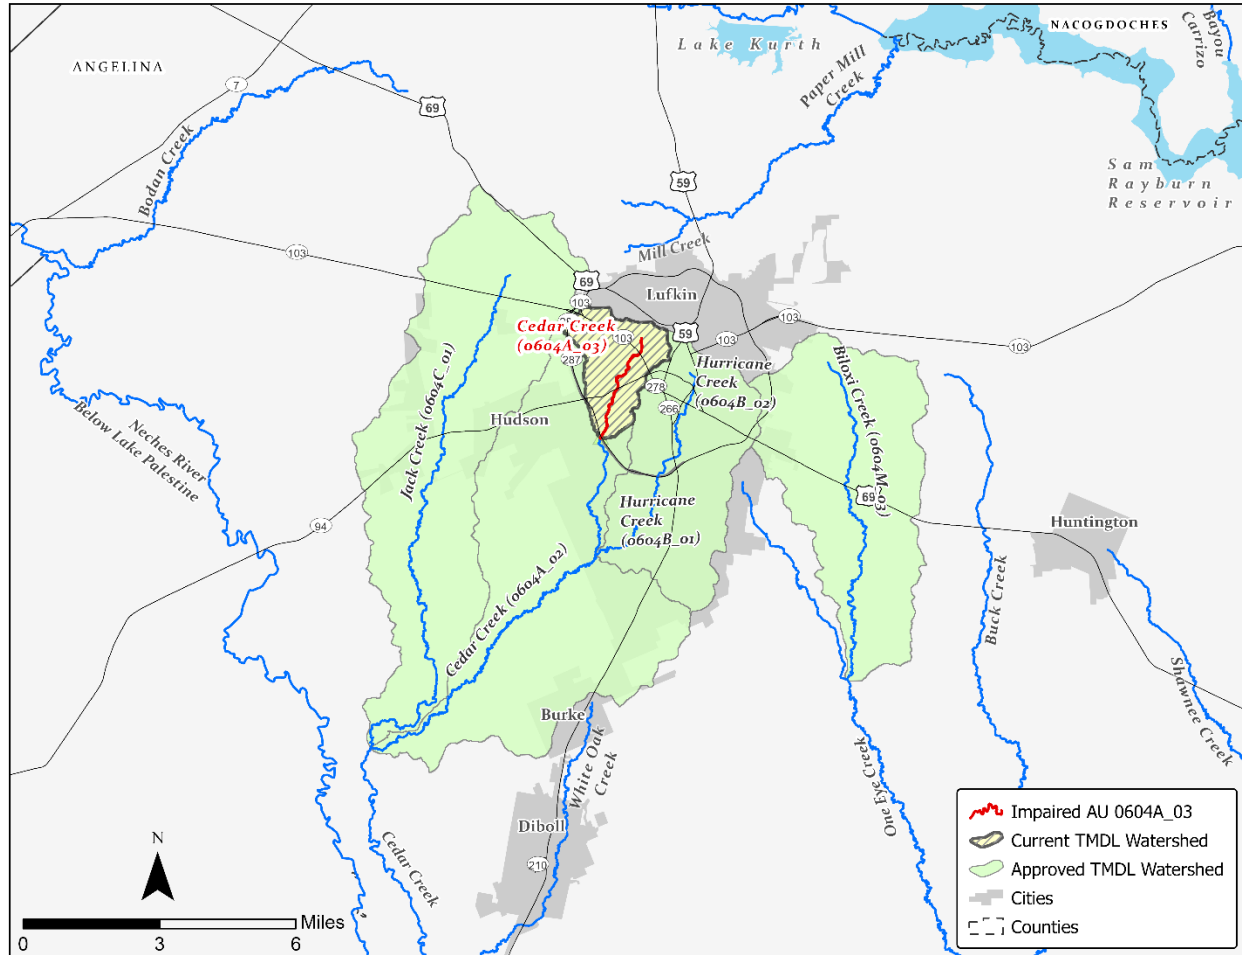 ANGELINA
NACOGDOCHES
Lake Kurth
Paper Mill
Creek
Bayou
Carrizo
Sam
Rayburn
Reservoir
7
69
59
Bodan Creek
103
Mill Creek
69
103
Lufkin
59
103
103
103
Cedar Creek
(0604A_03)
103
287
Hurricane
Creek
(0604B_02)
278
266
Biloxi Creek (0604M-03)
Hudson
Jack Creek (0604C_01)
Neches River
Below Lake Palestine
94
Hurricane
Creek
(0604B_01)
69
Huntington
Cedar Creek (0604A_02)
Buck Creek
Shawnee Creek
Burke
White Oak
Creek
One Eye Creek
Diboll
210
Cedar Creek
N
0
3
6
Miles
Impaired AU 0604A_03
Current TMDL Watershed
Approved TMDL Watershed
Cities
Counties